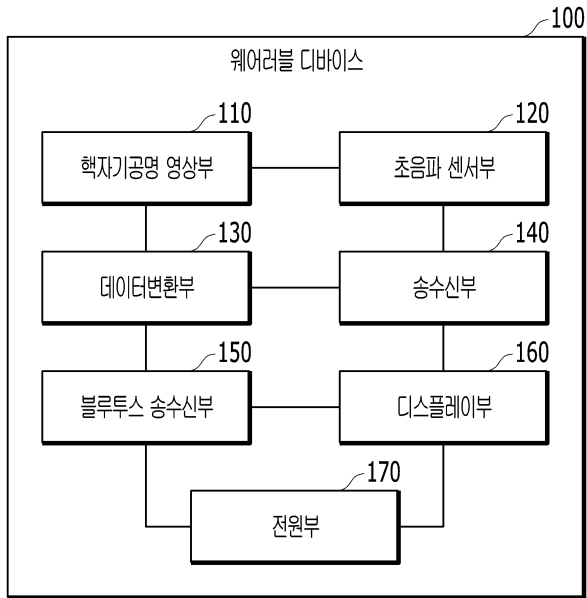 100
웨어러블 디바이스
110
핵자기공명 영상부
120
초음파 센서부
130
데이터변환부
140
송수신부
150
블루투스 송수신부
160
디스플레이부
170
전원부